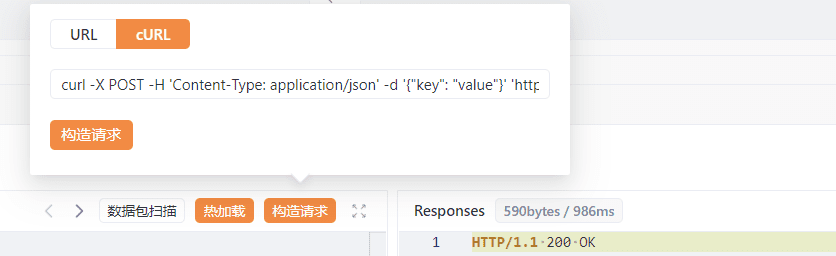 URL cURL
curl -X POST -H 'Content-Type: application/json' -d '{"key": "value"}' 'http
构造请求
数据包扫描 热加载 构造请求
Responses 590bytes / 986ms
1 HTTP/1.1·200·OK